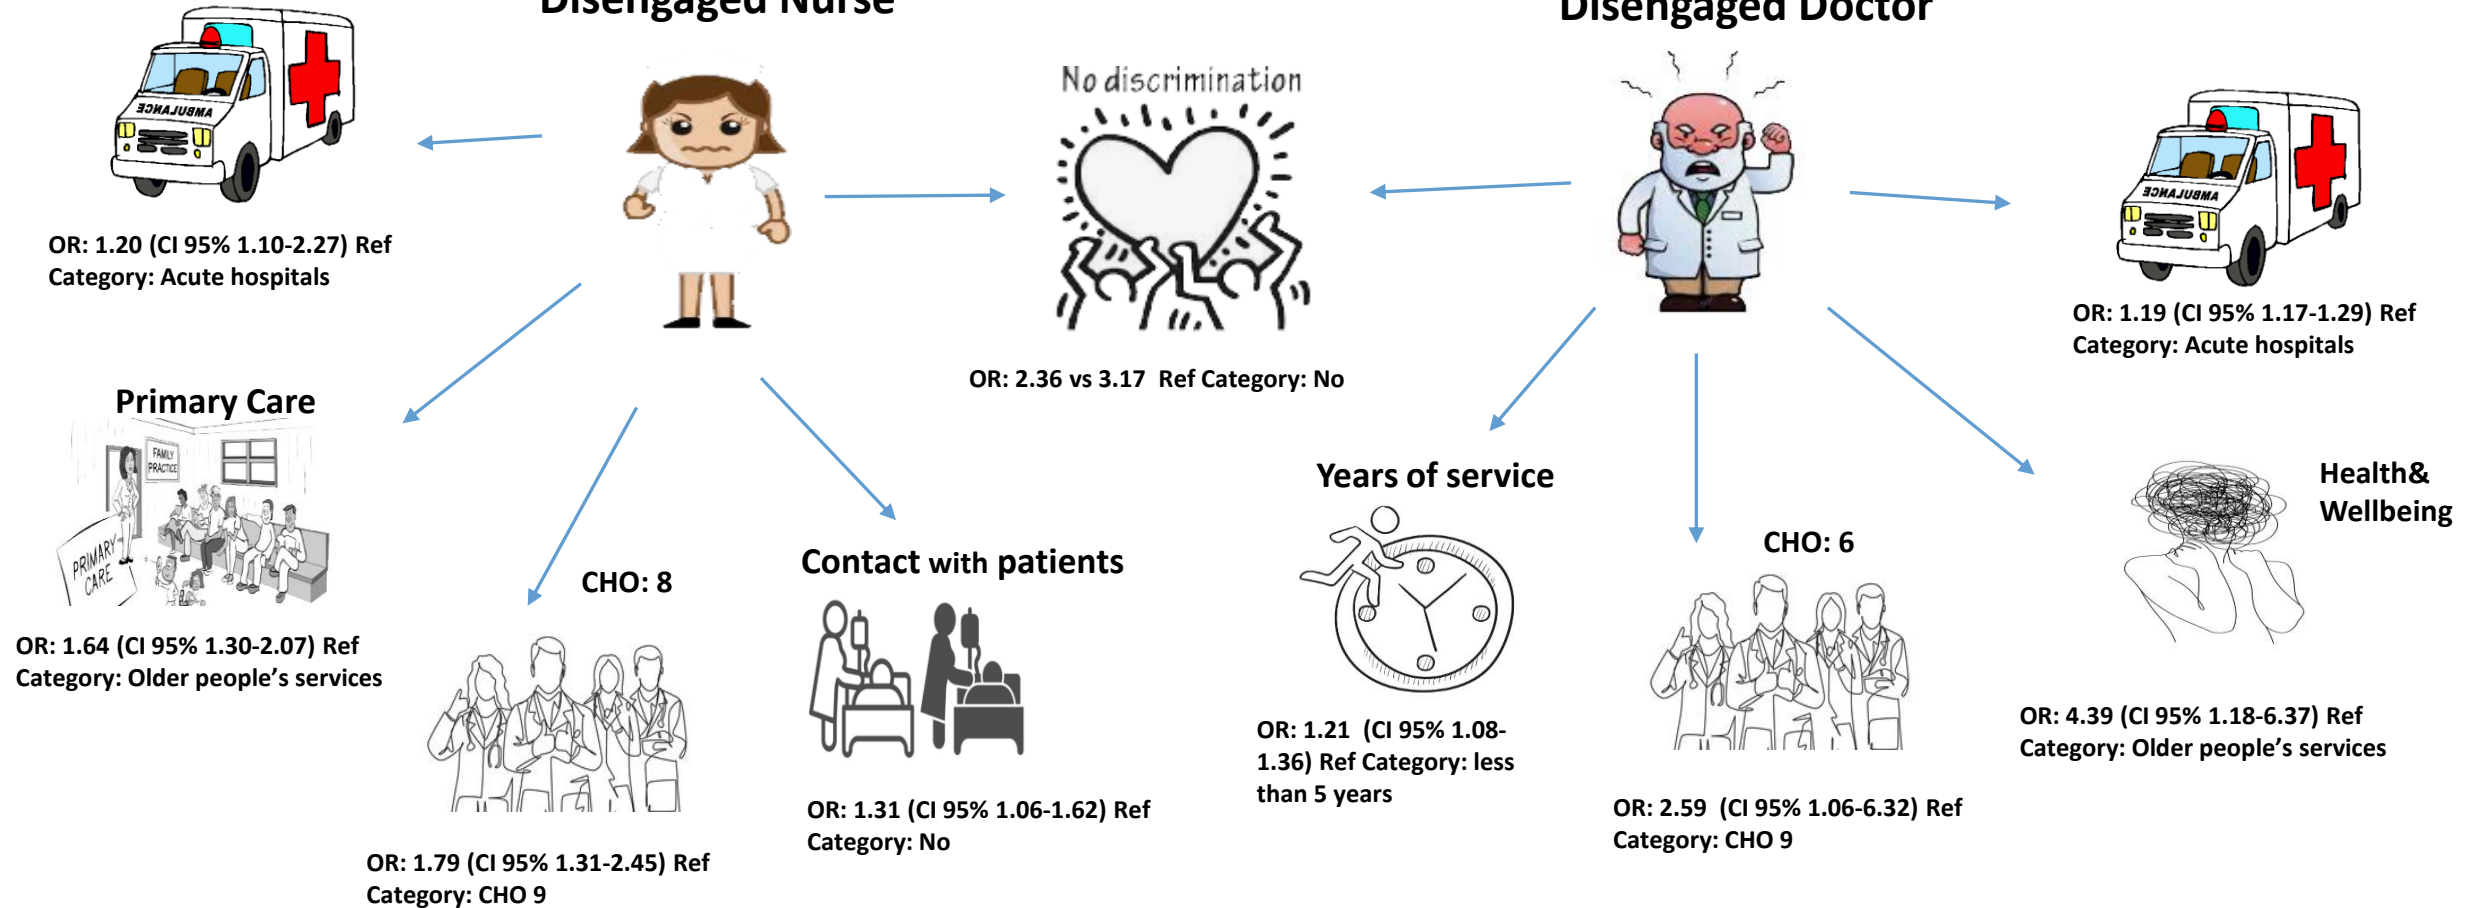 Disengaged Nurse
Disengaged Doctor
AMBULANCE
OR: 1.20 (CI 95% 1.10-2.27) Ref
Category: Acute hospitals
No discrimination
OR: 2.36 vs 3.17 Ref Category: No
AMBULANCE
OR: 1.19 (CI 95% 1.17-1.29) Ref
Category: Acute hospitals
Primary Care
FAMILY
PRACTICE
PRIMARY
CARE
OR: 1.64 (CI 95% 1.30-2.07) Ref
Category: Older people’s services
CHO: 8
OR: 1.79 (CI 95% 1.31-2.45) Ref
Category: CHO 9
Contact with patients
OR: 1.31 (CI 95% 1.06-1.62) Ref
Category: No
Years of service
OR: 1.21 (CI 95% 1.08-
1.36) Ref Category: less
than 5 years
CHO: 6
OR: 2.59 (CI 95% 1.06-6.32) Ref
Category: CHO 9
Health&
Wellbeing
OR: 4.39 (CI 95% 1.18-6.37) Ref
Category: Older people’s services